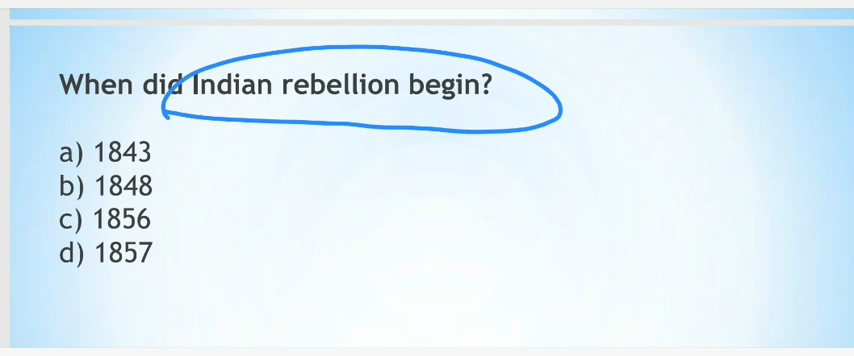 When did Indian rebellion begin?
a) 1843
b) 1848
c) 1856
d) 1857